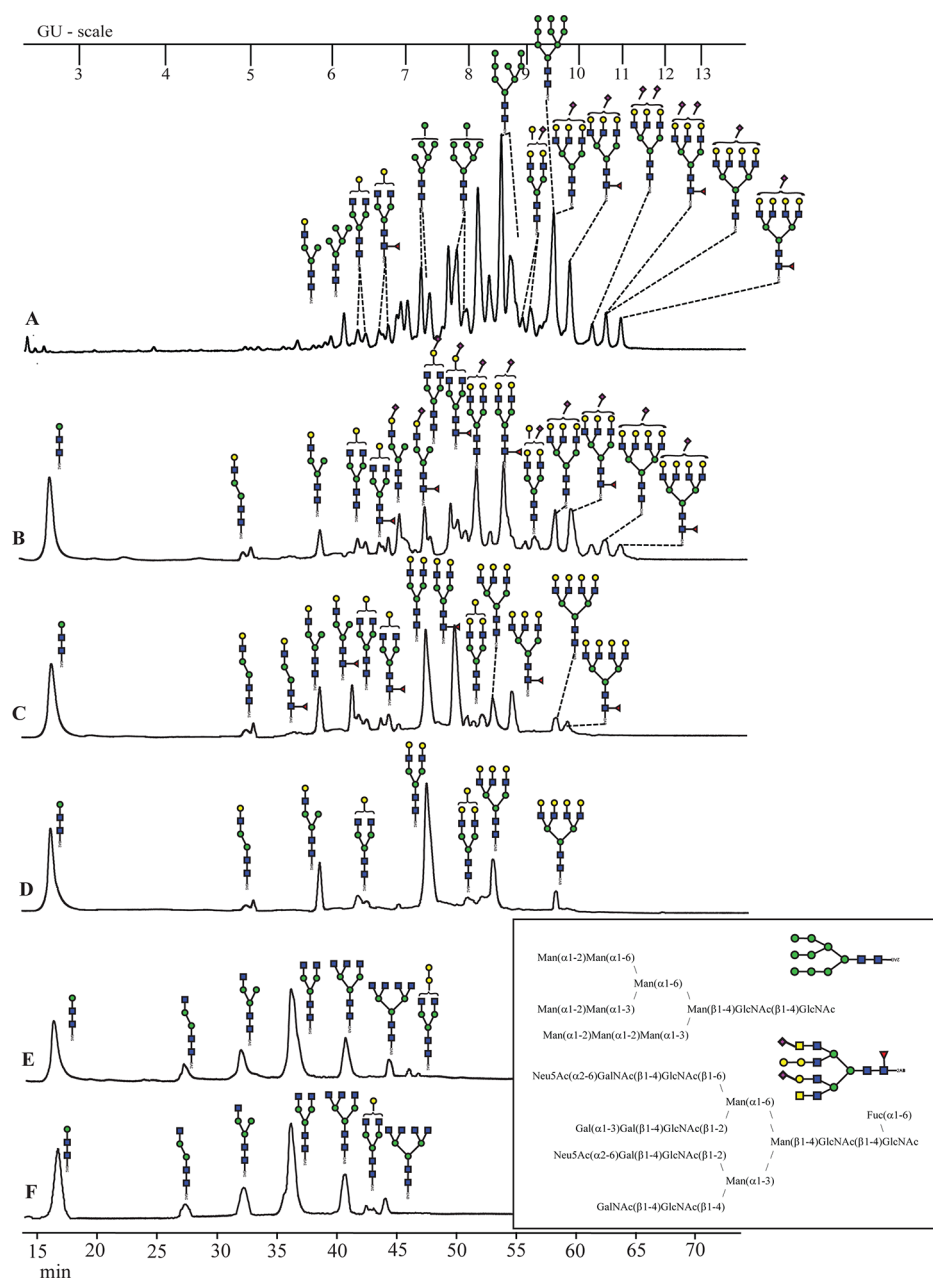 GU - scale
3 4 5 6 7 8 9 10 11 12 13
A
B
C
D
E
F
Man(α1-2)Man(α1-6)
Man(α1-6)
Man(α1-2)Man(α1-3)
Man(β1-4)GlcNAc(β1-4)GlcNAc
Man(α1-2)Man(α1-2)Man(α1-3)
Neu5Ac(α2-6)GalNAc(β1-4)GlcNAc(β1-6)
Man(α1-6)
Fuc(α1-6)
Gal(α1-3)Gal(β1-4)GlcNAc(β1-2)
Man(β1-4)GlcNAc(β1-4)GlcNAc
Neu5Ac(α2-6)Gal(β1-4)GlcNAc(β1-2)
Man(α1-3)
GalNAc(β1-4)GlcNAc(β1-4)
15 20 25 30 35 40 45 50 55 60 65 70
min